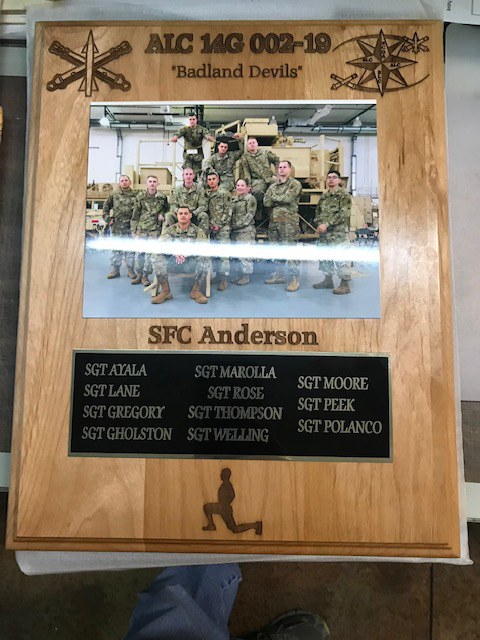 ALC 14G 002-19
"Badland Devils"
SFC Anderson
SGT AYALA
SGT LANE
SGT GREGORY
SGT GHOLSTON
SGT MAROLLA
SGT ROSE
SGT THOMPSON
SGT WELLING
SGT MOORE
SGT PEEK
SGT POLANCO